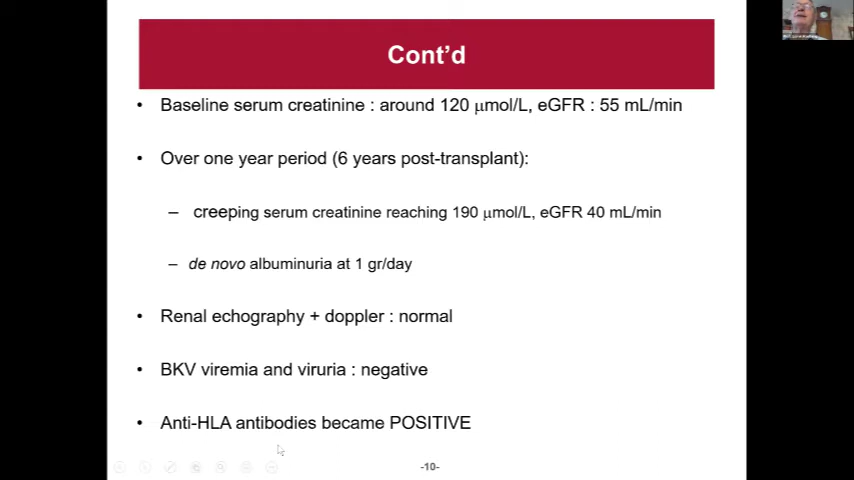 Cont'd
• Baseline serum creatinine : around 120 μmol/L, eGFR : 55 mL/min
• Over one year period (6 years post-transplant):
– creeping serum creatinine reaching 190 μmol/L, eGFR 40 mL/min
– de novo albuminuria at 1 gr/day
• Renal echography + doppler : normal
• BKV viremia and viruria : negative
• Anti-HLA antibodies became POSITIVE
-10-